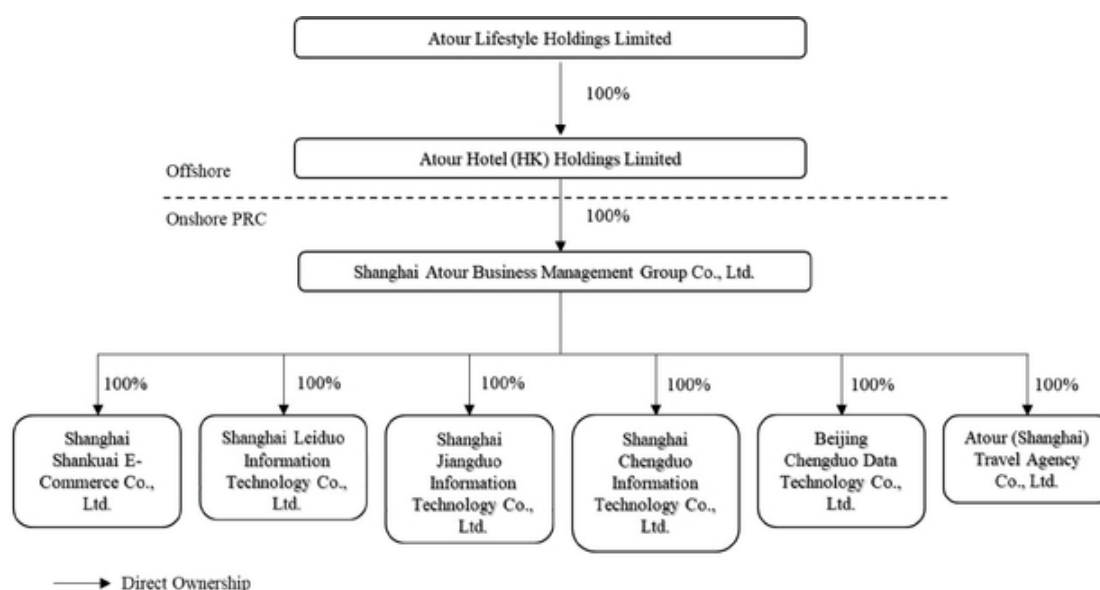 Atour Lifestyle Holdings Limited
100%
Atour Hotel (HK) Holdings Limited
Offshore
Onshore PRC
100%
Shanghai Atour Business Management Group Co., Ltd.
100%
100%
100%
100%
100%
100%
Shanghai
Shankuai E-
Commerce Co.,
Ltd.
Shanghai Leiduo
Information
Technology Co.,
Ltd.
Shanghai
Jiangduo
Information
Technology Co.,
Ltd.
Shanghai
Chengduo
Information
Technology Co.,
Ltd.
Beijing
Chengduo Data
Technology Co.,
Ltd.
Atour (Shanghai)
Travel Agency
Co., Ltd.
Direct Ownership